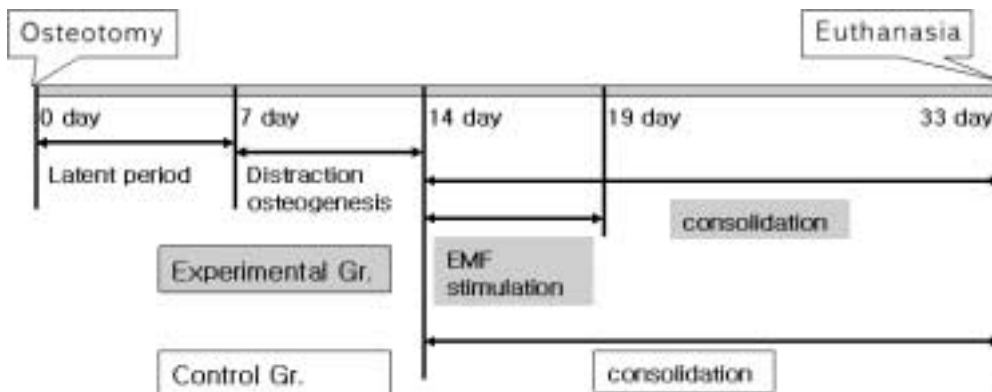 Osteotomy
Euthanasia
0 day
7 day
14 day
19 day
33 day
Latent period
Distraction
osteogenesis
consolidation
Experimental Gr.
EMF
stimulation
Control Gr.
consolidation